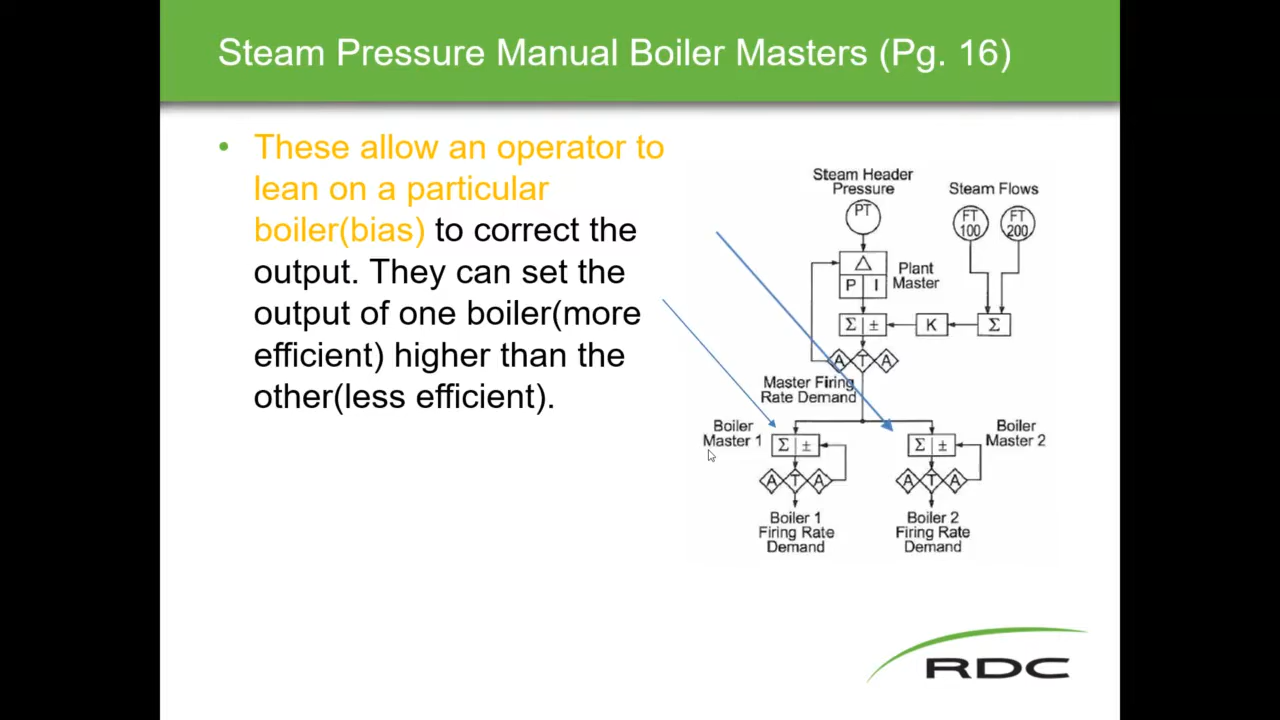 Steam Pressure Manual Boiler Masters (Pg. 16)
• These allow an operator to
lean on a particular
boiler(bias) to correct the
output. They can set the
output of one boiler(more
efficient) higher than the
other(less efficient).
Steam Header
Pressure
Steam Flows
PT
FT
100
FT
200
△
P I
Plant
Master
Σ ±
K
Σ
A T A
Master Firing
Rate Demand
Boiler
Master 1
Σ ±
Σ ±
Boiler
Master 2
A T A
A T A
Boiler 1
Firing Rate
Demand
Boiler 2
Firing Rate
Demand
RDC